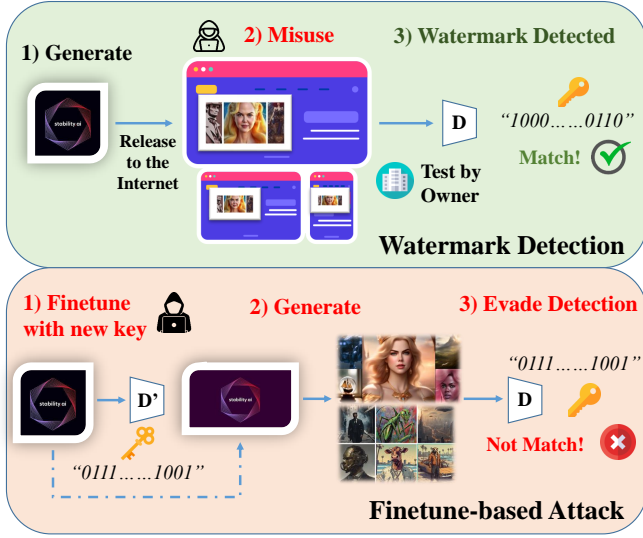 1) Generate
2) Misuse
3) Watermark Detected
stability ai
Release
to the
Internet
D
Test by
Owner
“1000……0110”
Match!
Watermark Detection
1) Finetune
with new key
2) Generate
3) Evade Detection
stability ai
D’
“0111……1001”
stability ai
D
“0111……1001”
Not Match!
Finetune-based Attack